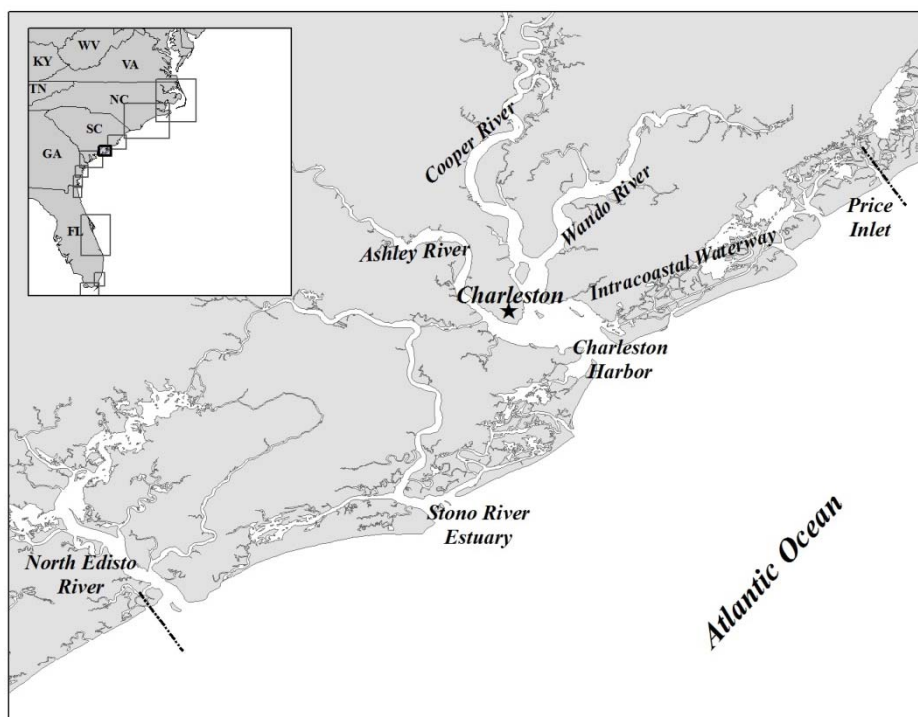 WV
KY
VA
TN
NC
SC
GA
FL
Cooper River
Wando River
Price
Inlet
Ashley River
Intracoastal Waterway
Charleston
Charleston
Harbor
Stono River
Estuary
North Edisto
River
Atlantic Ocean